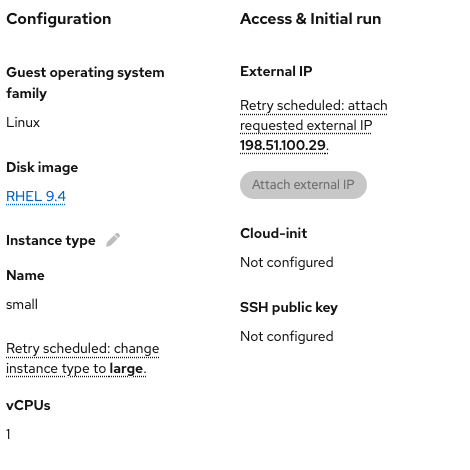 Configuration
Guest operating system
family
Linux
Disk image
RHEL 9.4
Instance type
Name
small
Retry scheduled: change
instance type to large.
vCPUs
1
Access & Initial run
External IP
Retry scheduled: attach
requested external IP
198.51.100.29.
Attach external IP
Cloud-init
Not configured
SSH public key
Not configured